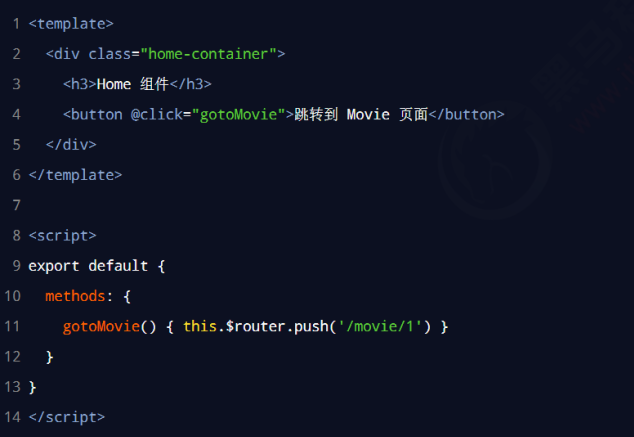 1 <template>
2   <div class="home-container">
3     <h3>Home 组件</h3>
4     <button @click="gotoMovie">跳转到 Movie 页面</button>
5   </div>
6 </template>
7
8 <script>
9 export default {
10   methods: {
11     gotoMovie() { this.$router.push('/movie/1') }
12   }
13 }
14 </script>